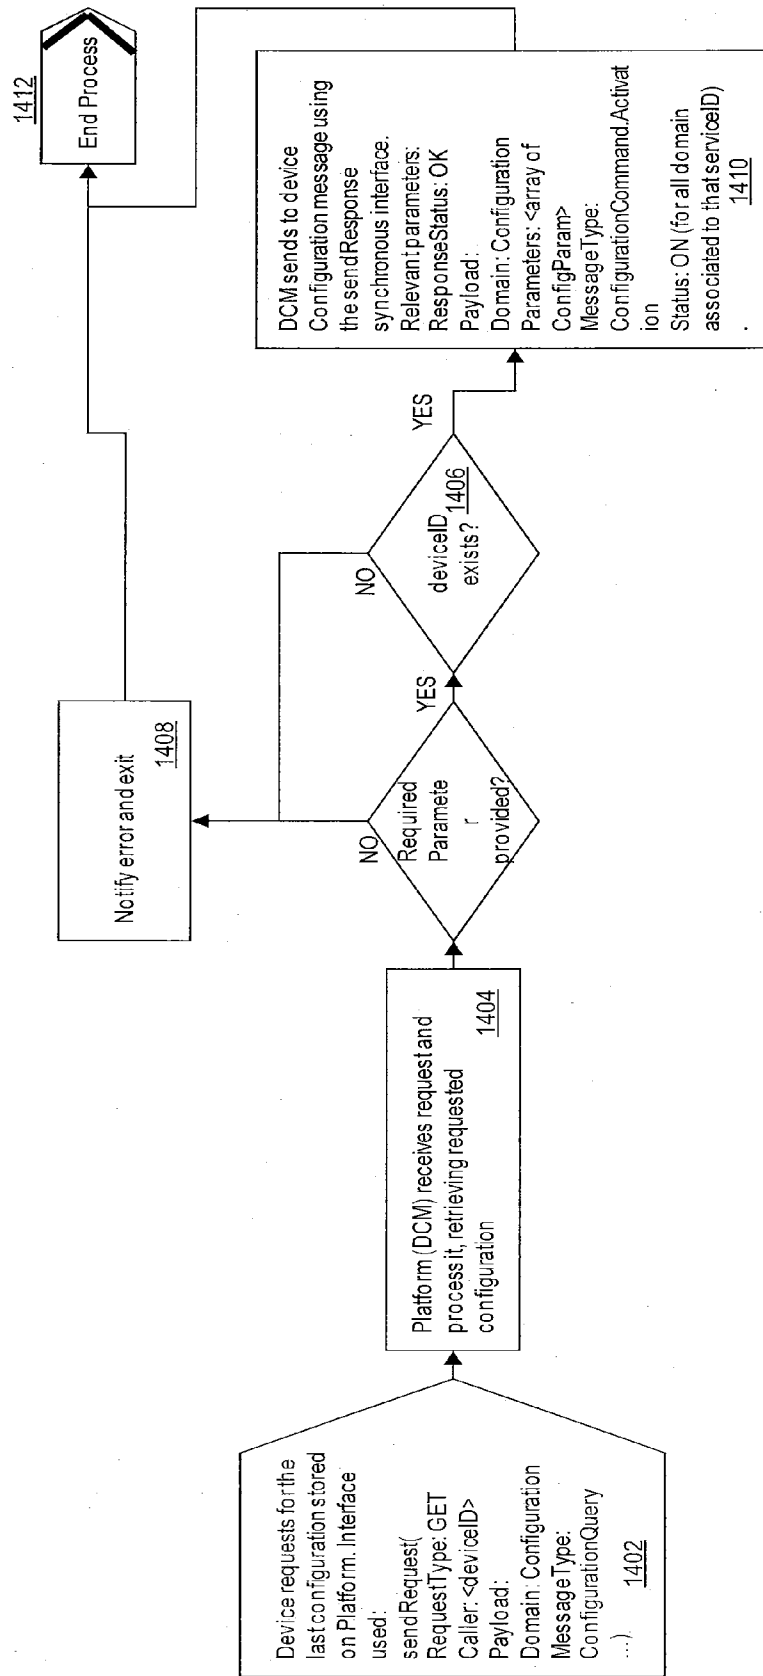 Device requests for the
last configuration stored
on Platform. Interface
used:
sendRequest(
RequestType: GET
Caller: <deviceID>
Payload:
Domain: Configuration
MessageType:
ConfigurationQuery
...)
1402
Platform (DCM) receives request and
process it, retrieving requested
configuration
1404
Required
Paramete
r
provided?
NO
YES
deviceID
exists?
1406
NO
YES
Notify error and exit
1408
DCM sends to device
Configuration message using
the sendResponse
synchronous interface.
Relevant parameters:
ResponseStatus: OK
Payload:
Domain: Configuration
Parameters: <array of
ConfigParam>
MessageType:
ConfigurationCommand.Activat
ion
Status: ON (for all domain
associated to that serviceID)
.
1410
End Process
1412